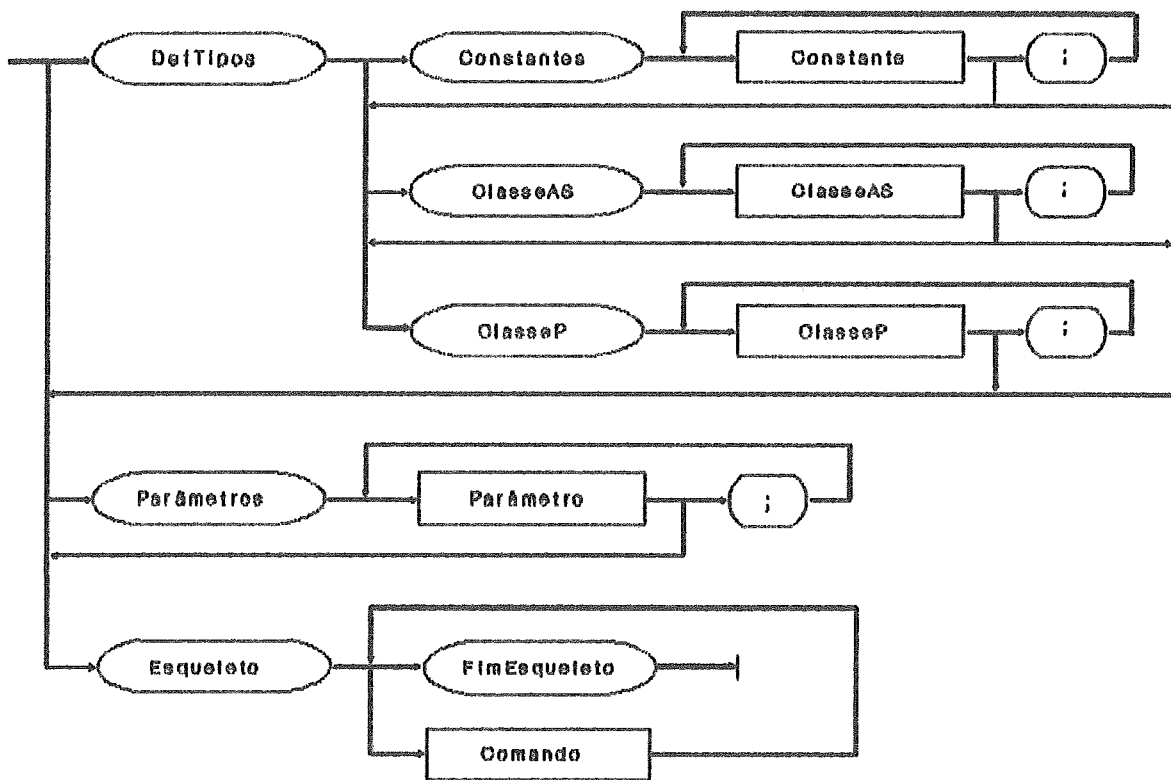 DefTipos
Constantes
Constante
;
ClasseAS
ClasseAS
;
ClasseP
ClasseP
;
Parâmetros
Parâmetro
;
Esqueleto
FimEsqueleto
Comando